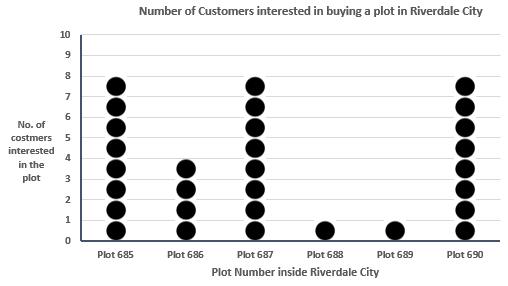 Number of Customers interested in buying a plot in Riverdale City
10
9
8
7
6
5
4
3
2
1
0
No. of
costmers
interested
in the
plot
Plot 685 Plot 686 Plot 687 Plot 688 Plot 689 Plot 690
Plot Number inside Riverdale City